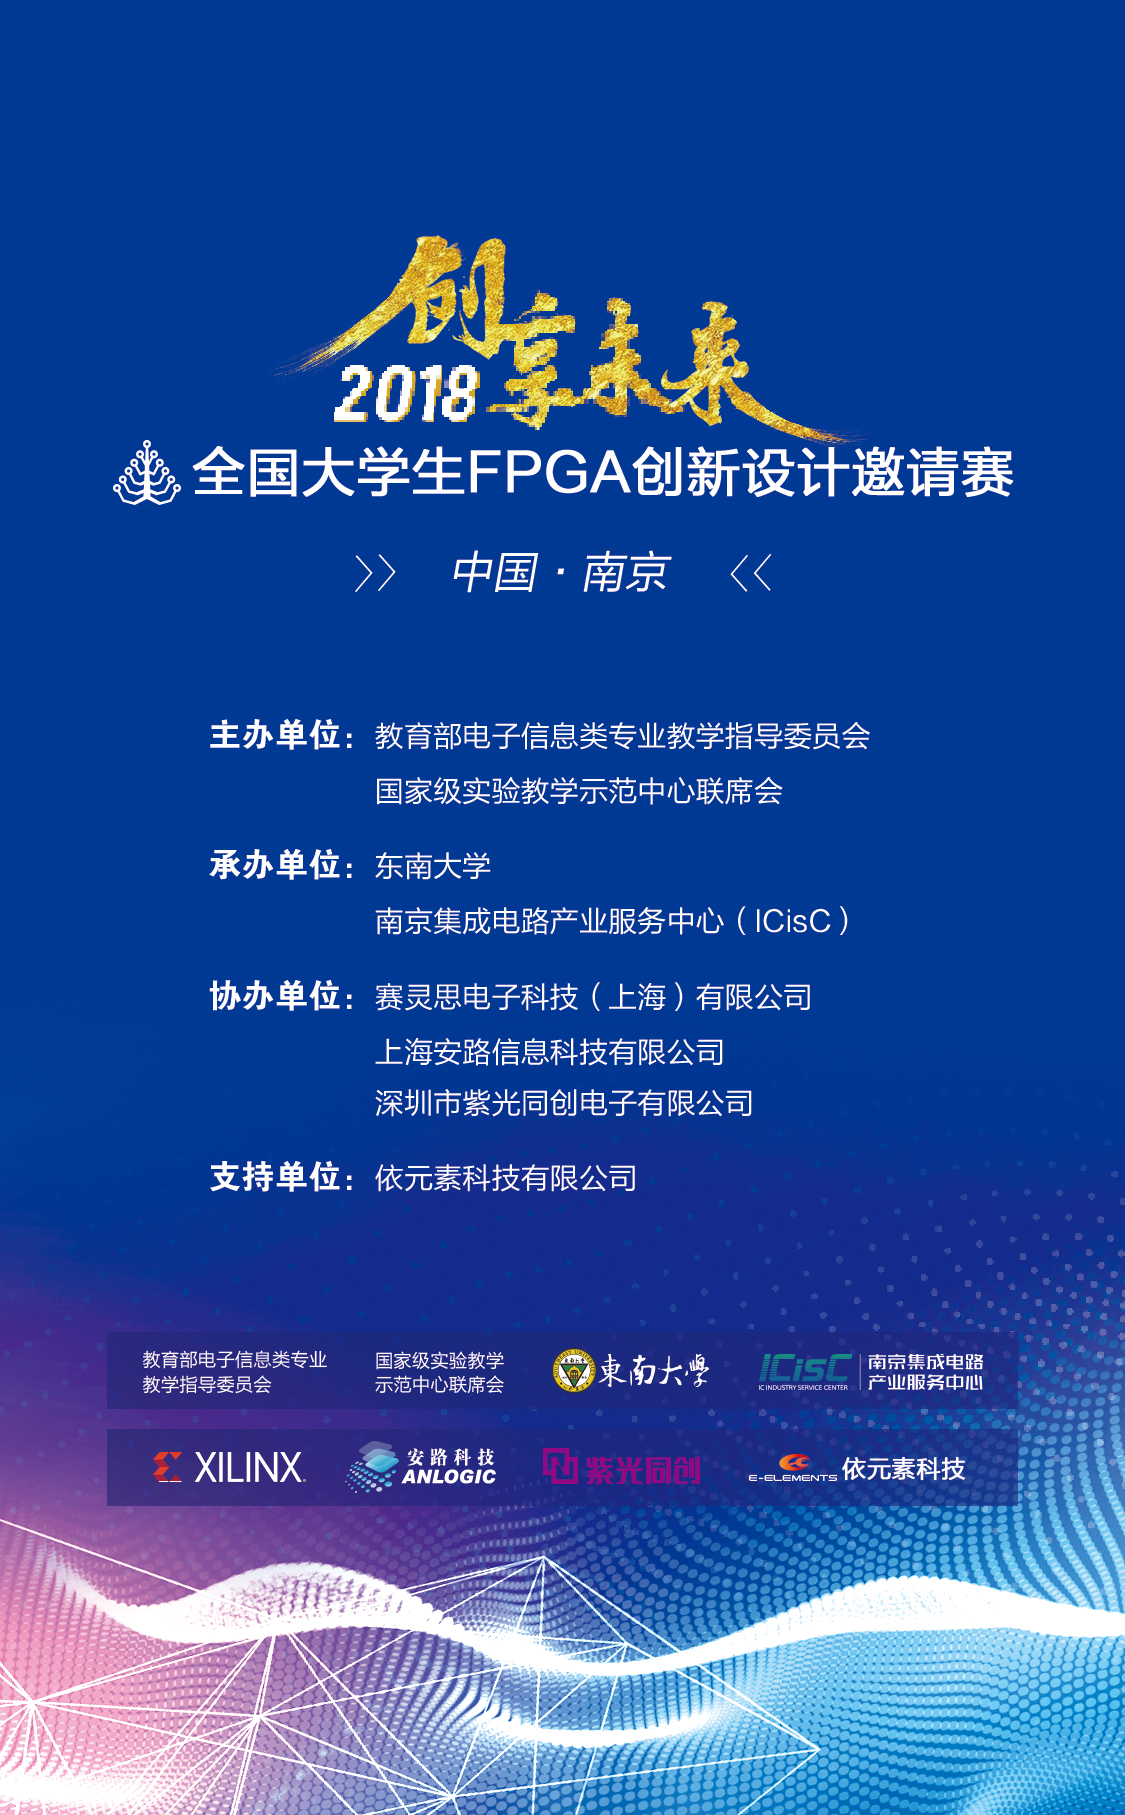 创享未来
2018
全国大学生FPGA创新设计邀请赛
中国·南京
主办单位：教育部电子信息类专业教学指导委员会
国家级实验教学示范中心联席会
承办单位：东南大学
南京集成电路产业服务中心（ICisC）
协办单位：赛灵思电子科技（上海）有限公司
上海安路信息科技有限公司
深圳市紫光同创电子有限公司
支持单位：依元素科技有限公司
教育部电子信息类专业
教学指导委员会
国家级实验教学
示范中心联席会
東南大學
ICisC
IC INDUSTRY SERVICE CENTER
南京集成电路
产业服务中心
XILINX
安路科技
ANLOGIC
紫光同创
E-ELEMENTS
依元素科技